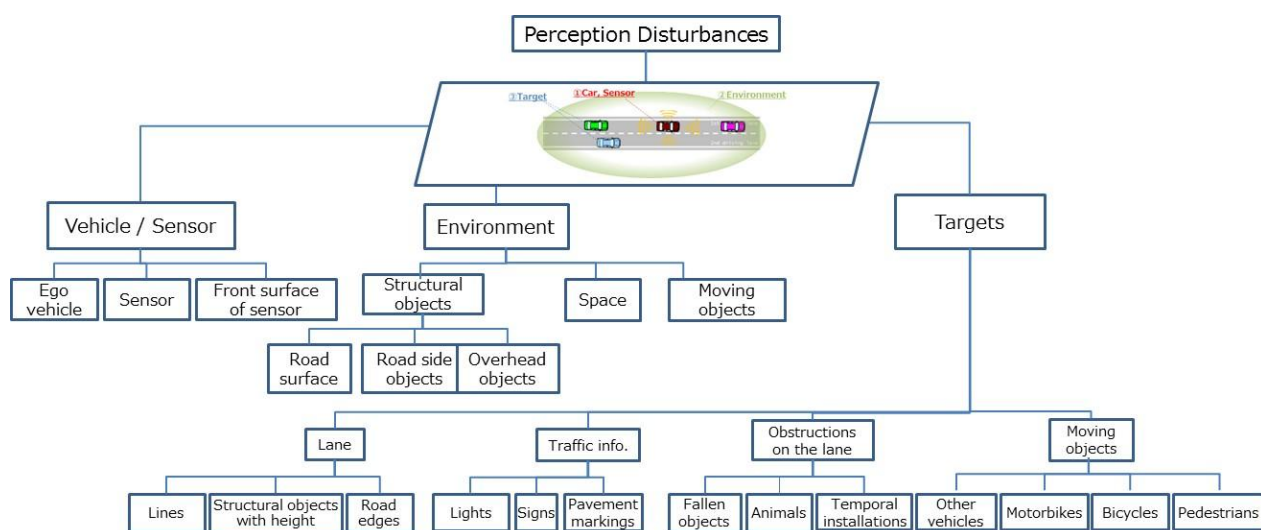 Perception Disturbances
①Car, Sensor
②Environment
③Target
Vehicle / Sensor
Environment
Targets
Ego
vehicle
Sensor
Front surface
of sensor
Structural
objects
Space
Moving
objects
Road
surface
Road side
objects
Overhead
objects
Lane
Traffic info.
Obstructions
on the lane
Moving
objects
Lines
Structural objects
with height
Road
edges
Lights
Signs
Pavement
markings
Fallen
objects
Animals
Temporal
installations
Other
vehicles
Motorbikes
Bicycles
Pedestrians